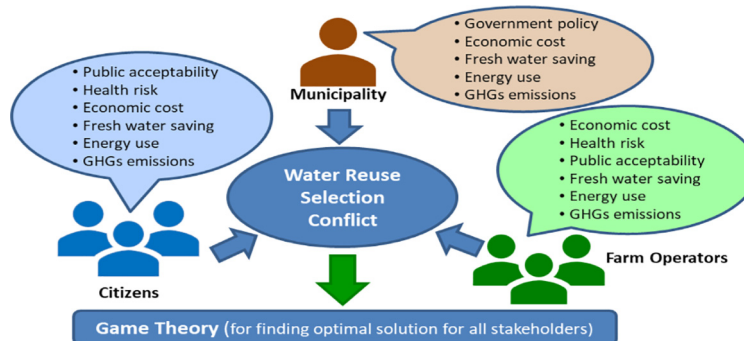 • Government policy
• Economic cost
• Fresh water saving
• Energy use
• GHGs emissions
Municipality
• Public acceptability
• Health risk
• Economic cost
• Fresh water saving
• Energy use
• GHGs emissions
Citizens
• Economic cost
• Health risk
• Public acceptability
• Fresh water saving
• Energy use
• GHGs emissions
Farm Operators
Water Reuse
Selection
Conflict
Game Theory (for finding optimal solution for all stakeholders)